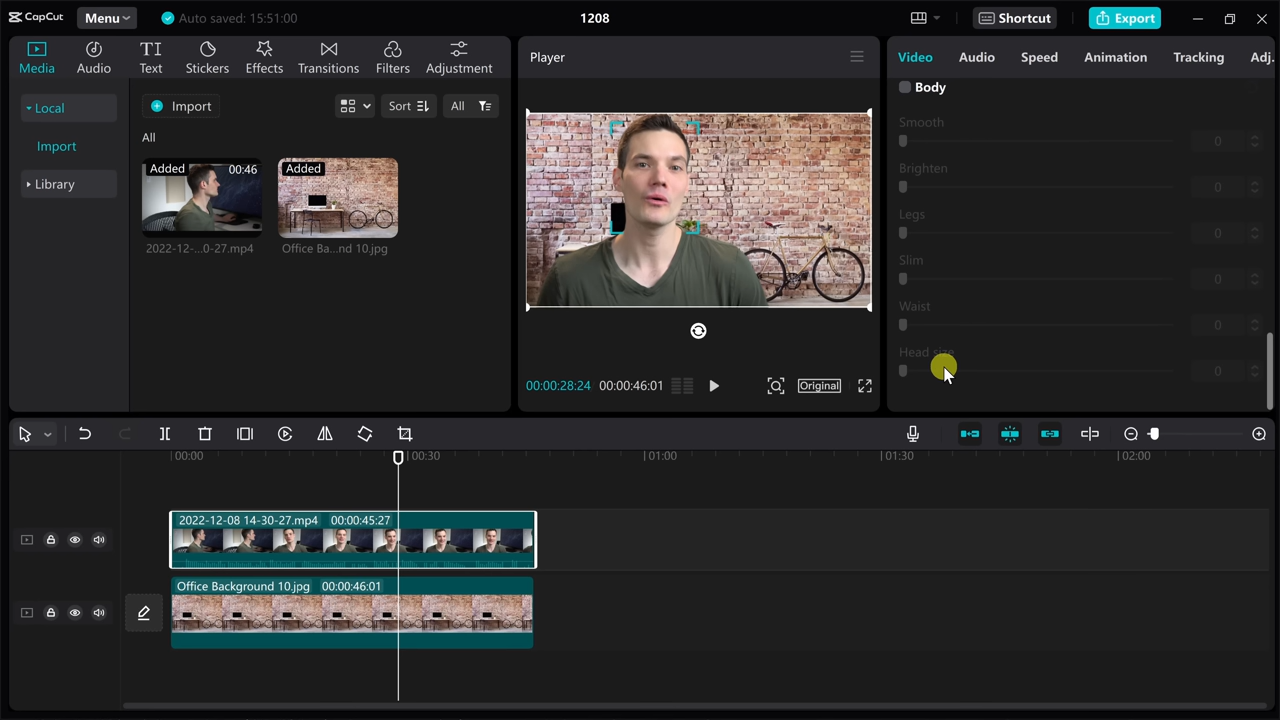 CapCut
Menu
Auto saved: 15:51:00
1208
Shortcut
Export
Media
Audio
Text
Stickers
Effects
Transitions
Filters
Adjustment
Local
Import
Library
Import
Sort
All
All
Added
00:46
2022-12-...0-27.mp4
Added
Office Ba...nd 10.jpg
Player
00:00:28:24
00:00:46:01
Original
Video
Audio
Speed
Animation
Tracking
Adj.
Body
Smooth
0
Brighten
0
Legs
0
Slim
0
Waist
0
Head size
0
00:00
00:30
01:00
01:30
02:00
2022-12-08 14-30-27.mp4 00:00:45:27
Office Background 10.jpg 00:00:46:01